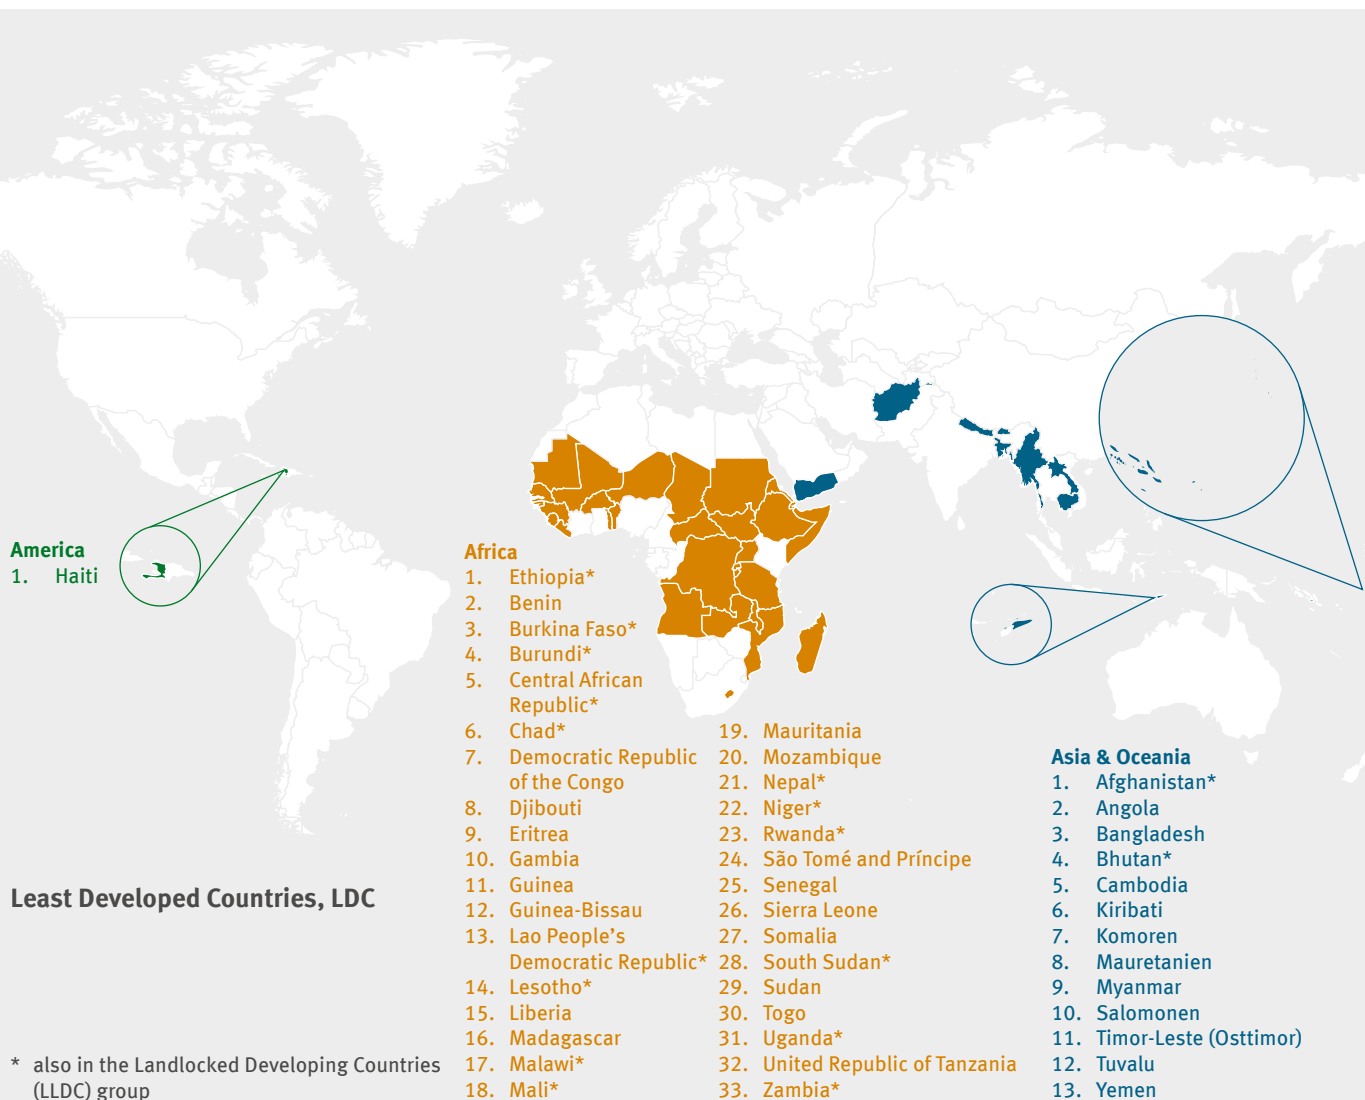 America
1. Haiti
Least Developed Countries, LDC
* also in the Landlocked Developing Countries
(LLDC) group
Africa
1. Ethiopia*
2. Benin
3. Burkina Faso*
4. Burundi*
5. Central African
Republic*
6. Chad*
7. Democratic Republic
of the Congo
8. Djibouti
9. Eritrea
10. Gambia
11. Guinea
12. Guinea-Bissau
13. Lao People's
Democratic Republic*
14. Lesotho*
15. Liberia
16. Madagascar
17. Malawi*
18. Mali*
19. Mauritania
20. Mozambique
21. Nepal*
22. Niger*
23. Rwanda*
24. São Tomé and Príncipe
25. Senegal
26. Sierra Leone
27. Somalia
28. South Sudan*
29. Sudan
30. Togo
31. Uganda*
32. United Republic of Tanzania
33. Zambia*
Asia & Oceania
1. Afghanistan*
2. Angola
3. Bangladesh
4. Bhutan*
5. Cambodia
6. Kiribati
7. Komoren
8. Mauretanien
9. Myanmar
10. Salomonen
11. Timor-Leste (Osttimor)
12. Tuvalu
13. Yemen